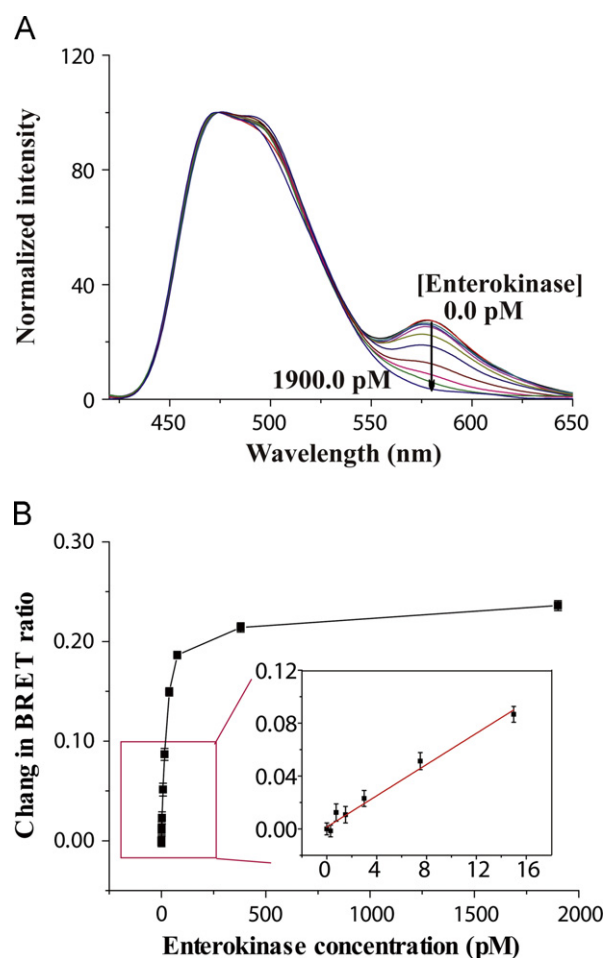 A
120
80
40
0
Normalized intensity
[Enterokinase]
0.0 pM
1900.0 pM
450 500 550 600 650
Wavelength (nm)
B
0.30
0.20
0.10
0.00
Chang in BRET ratio
0.12
0.08
0.04
0.00
0 4 8 12 16
0 500 1000 1500 2000
Enterokinase concentration (pM)